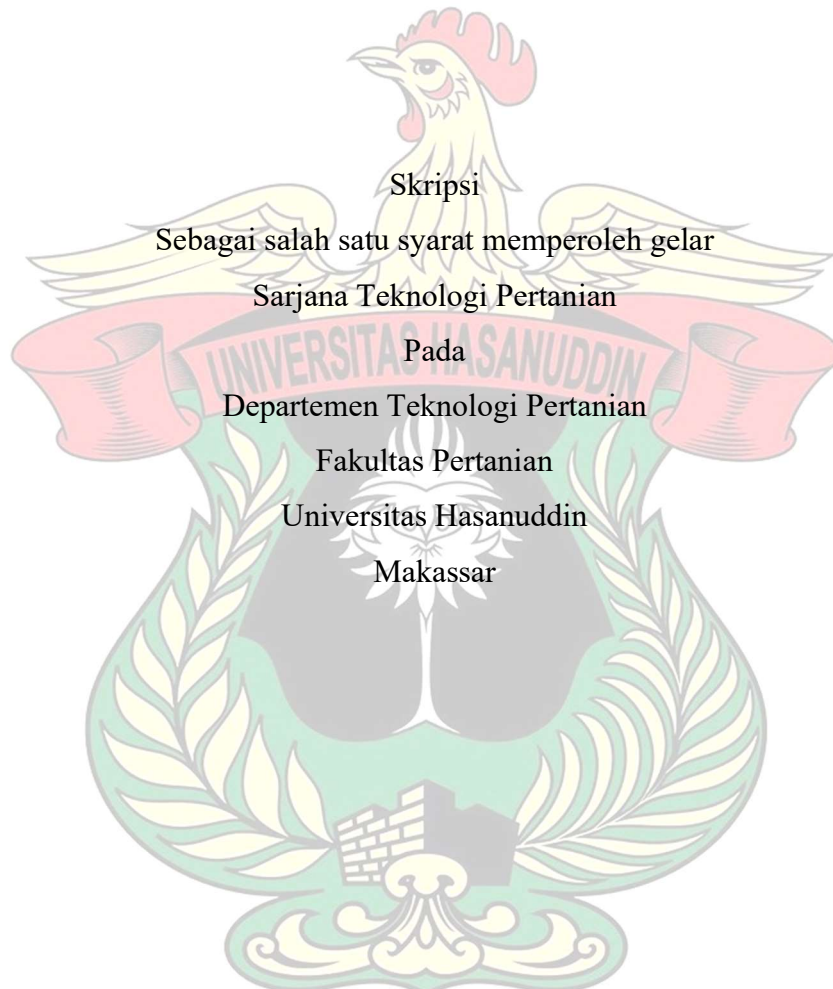 Skripsi
Sebagai salah satu syarat memperoleh gelar
Sarjana Teknologi Pertanian
Pada
UNIVERSITAS HASANUDDIN
Departemen Teknologi Pertanian
Fakultas Pertanian
Universitas Hasanuddin
Makassar